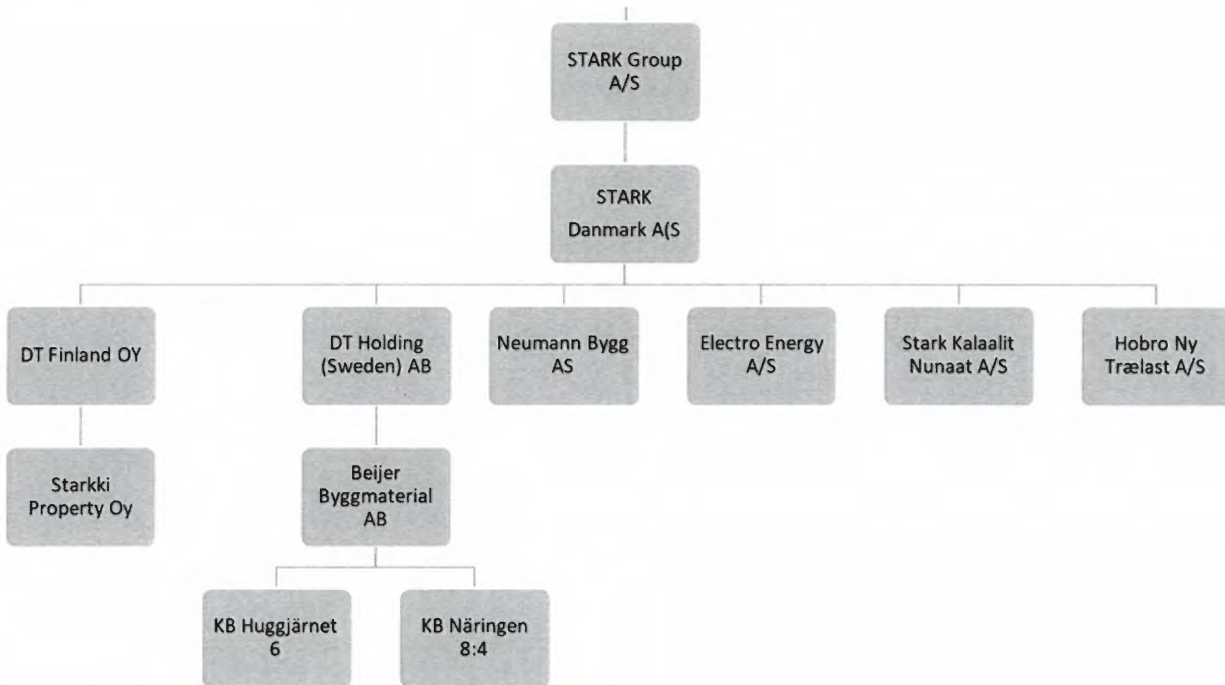 STARK Group
A/S
STARK
Danmark A(S
DT Finland OY
DT Holding
(Sweden) AB
Neumann Bygg
AS
Electro Energy
A/S
Stark Kalaalit
Nunaat A/S
Hobro Ny
Trælast A/S
Starkki
Property Oy
Beijer
Byggmaterial
AB
KB Huggjärnet
6
KB Näringen
8:4